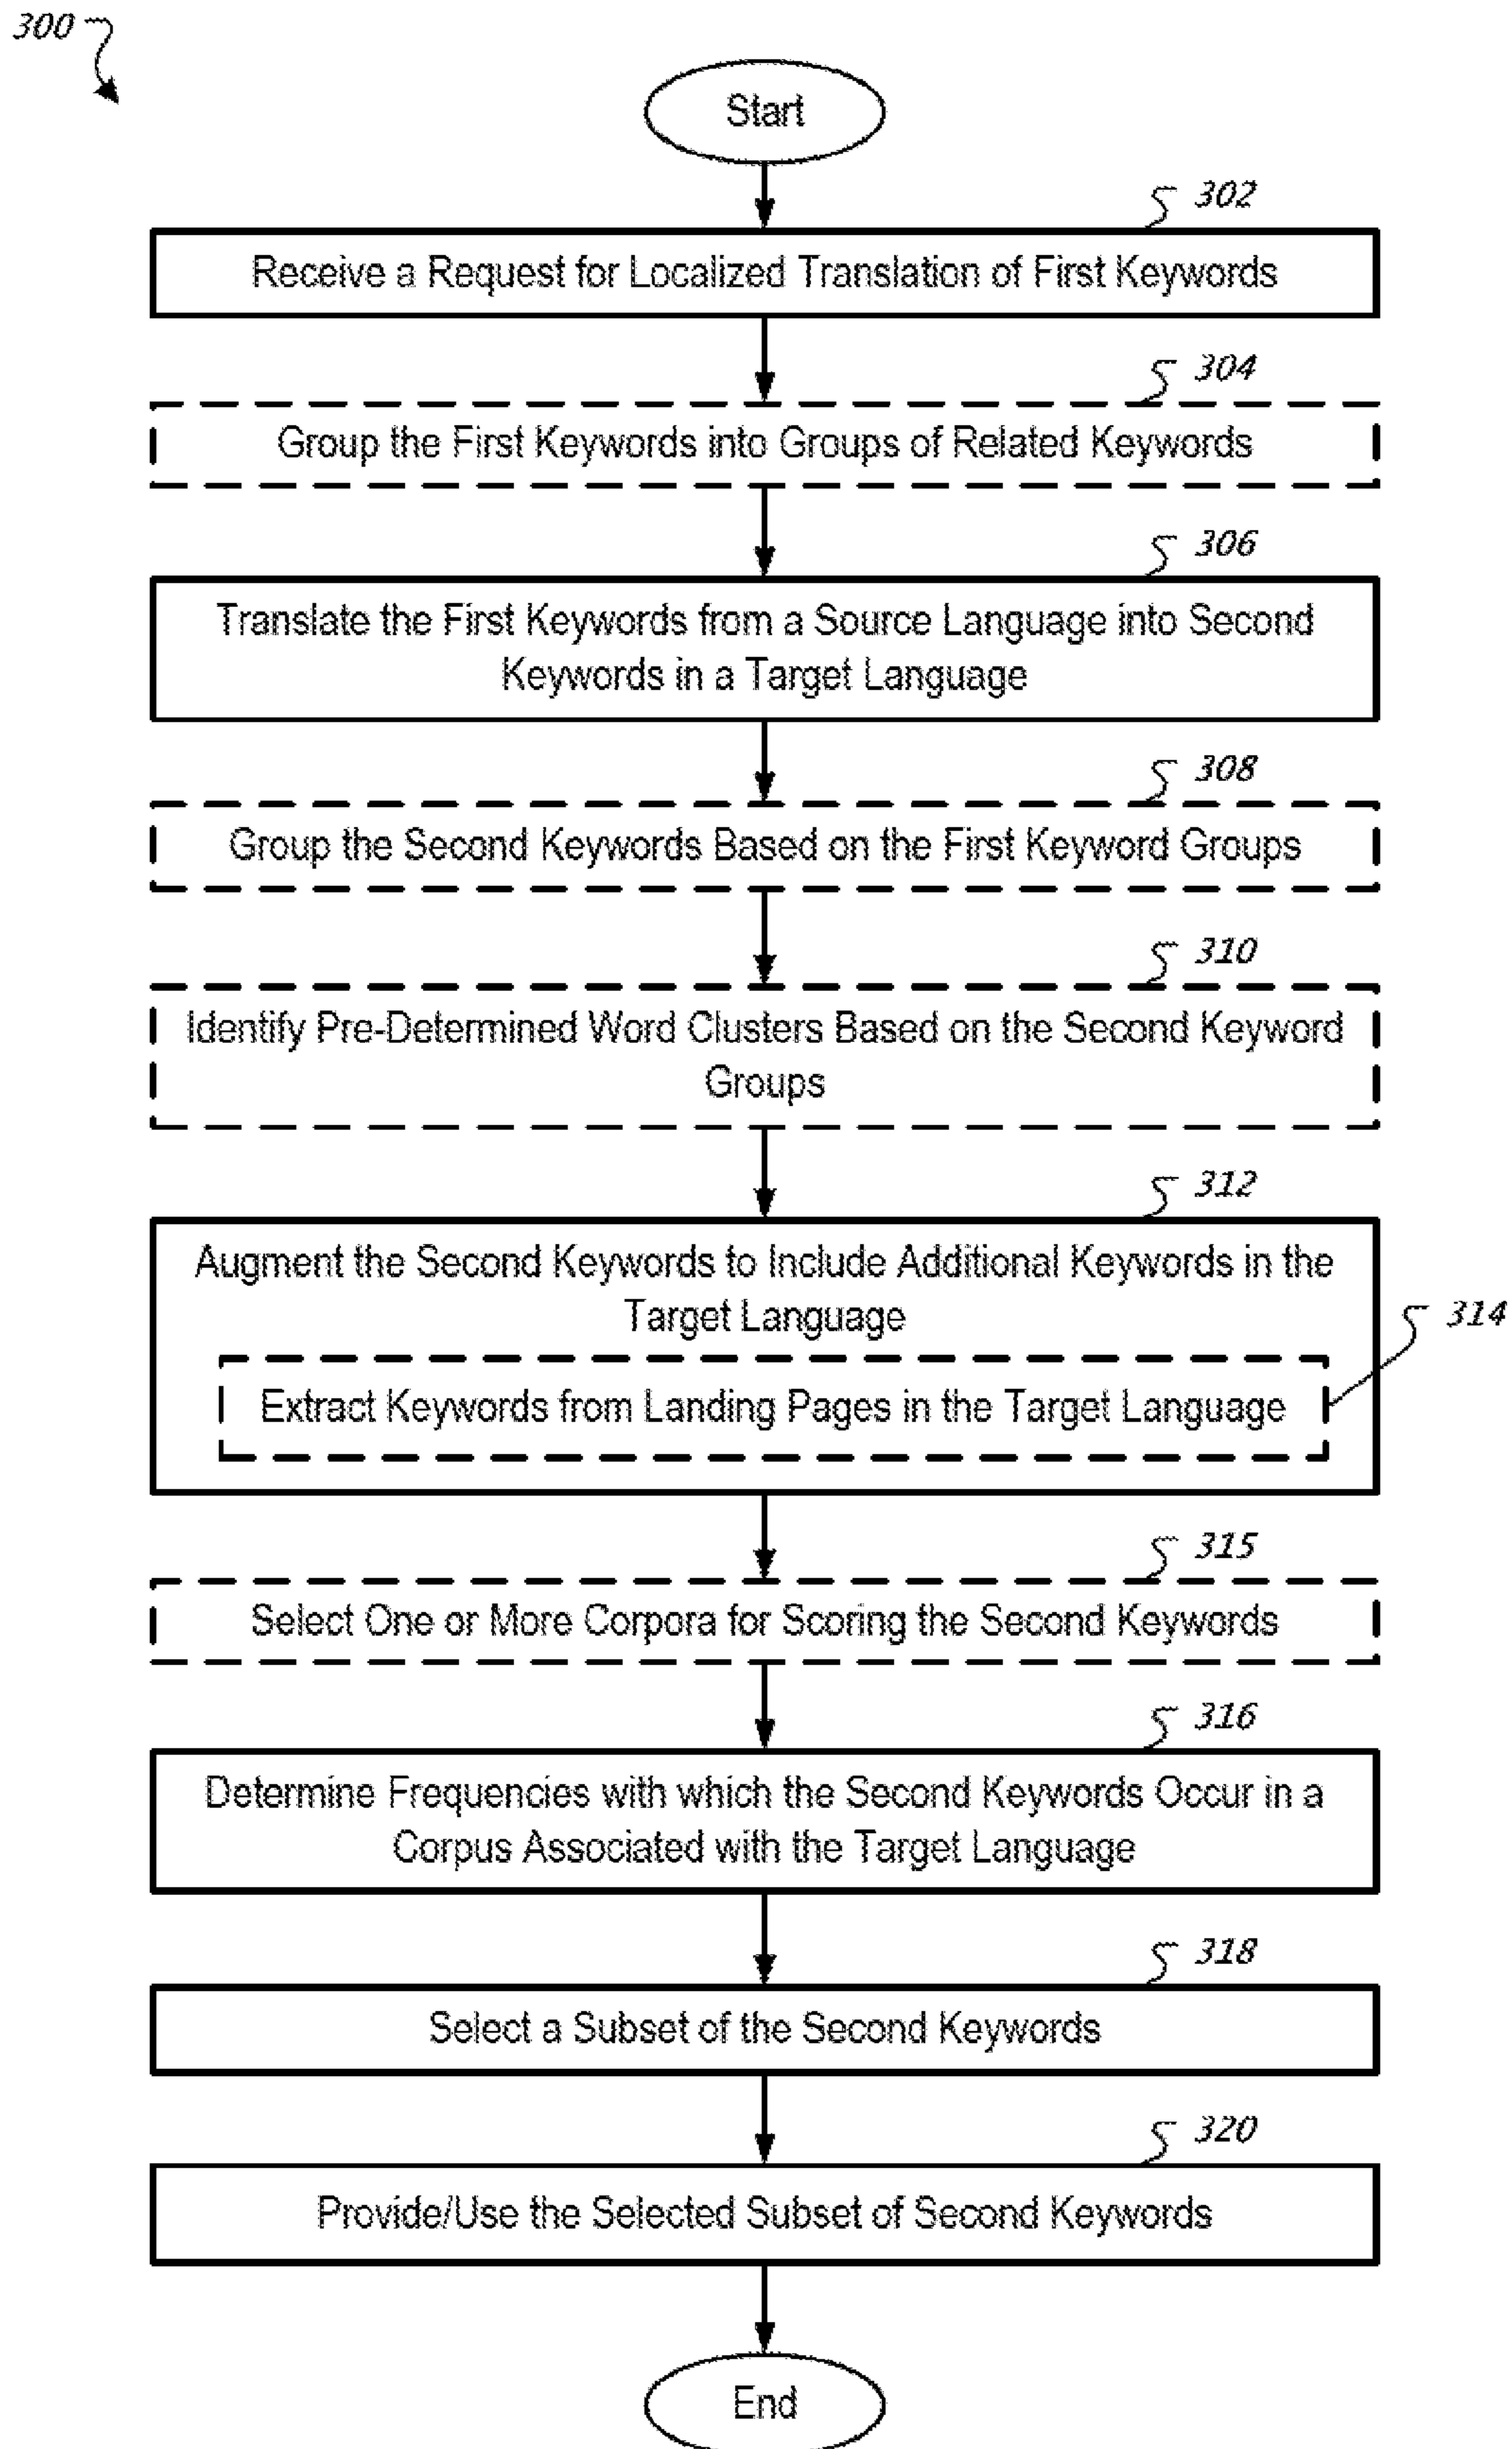 300
Start
302
Receive a Request for Localized Translation of First Keywords
304
Group the First Keywords into Groups of Related Keywords
306
Translate the First Keywords from a Source Language into Second
Keywords in a Target Language
308
Group the Second Keywords Based on the First Keyword Groups
310
Identify Pre-Determined Word Clusters Based on the Second Keyword
Groups
312
Augment the Second Keywords to Include Additional Keywords in the
Target Language
314
Extract Keywords from Landing Pages in the Target Language
315
Select One or More Corpora for Scoring the Second Keywords
316
Determine Frequencies with which the Second Keywords Occur in a
Corpus Associated with the Target Language
318
Select a Subset of the Second Keywords
320
Provide/Use the Selected Subset of Second Keywords
End